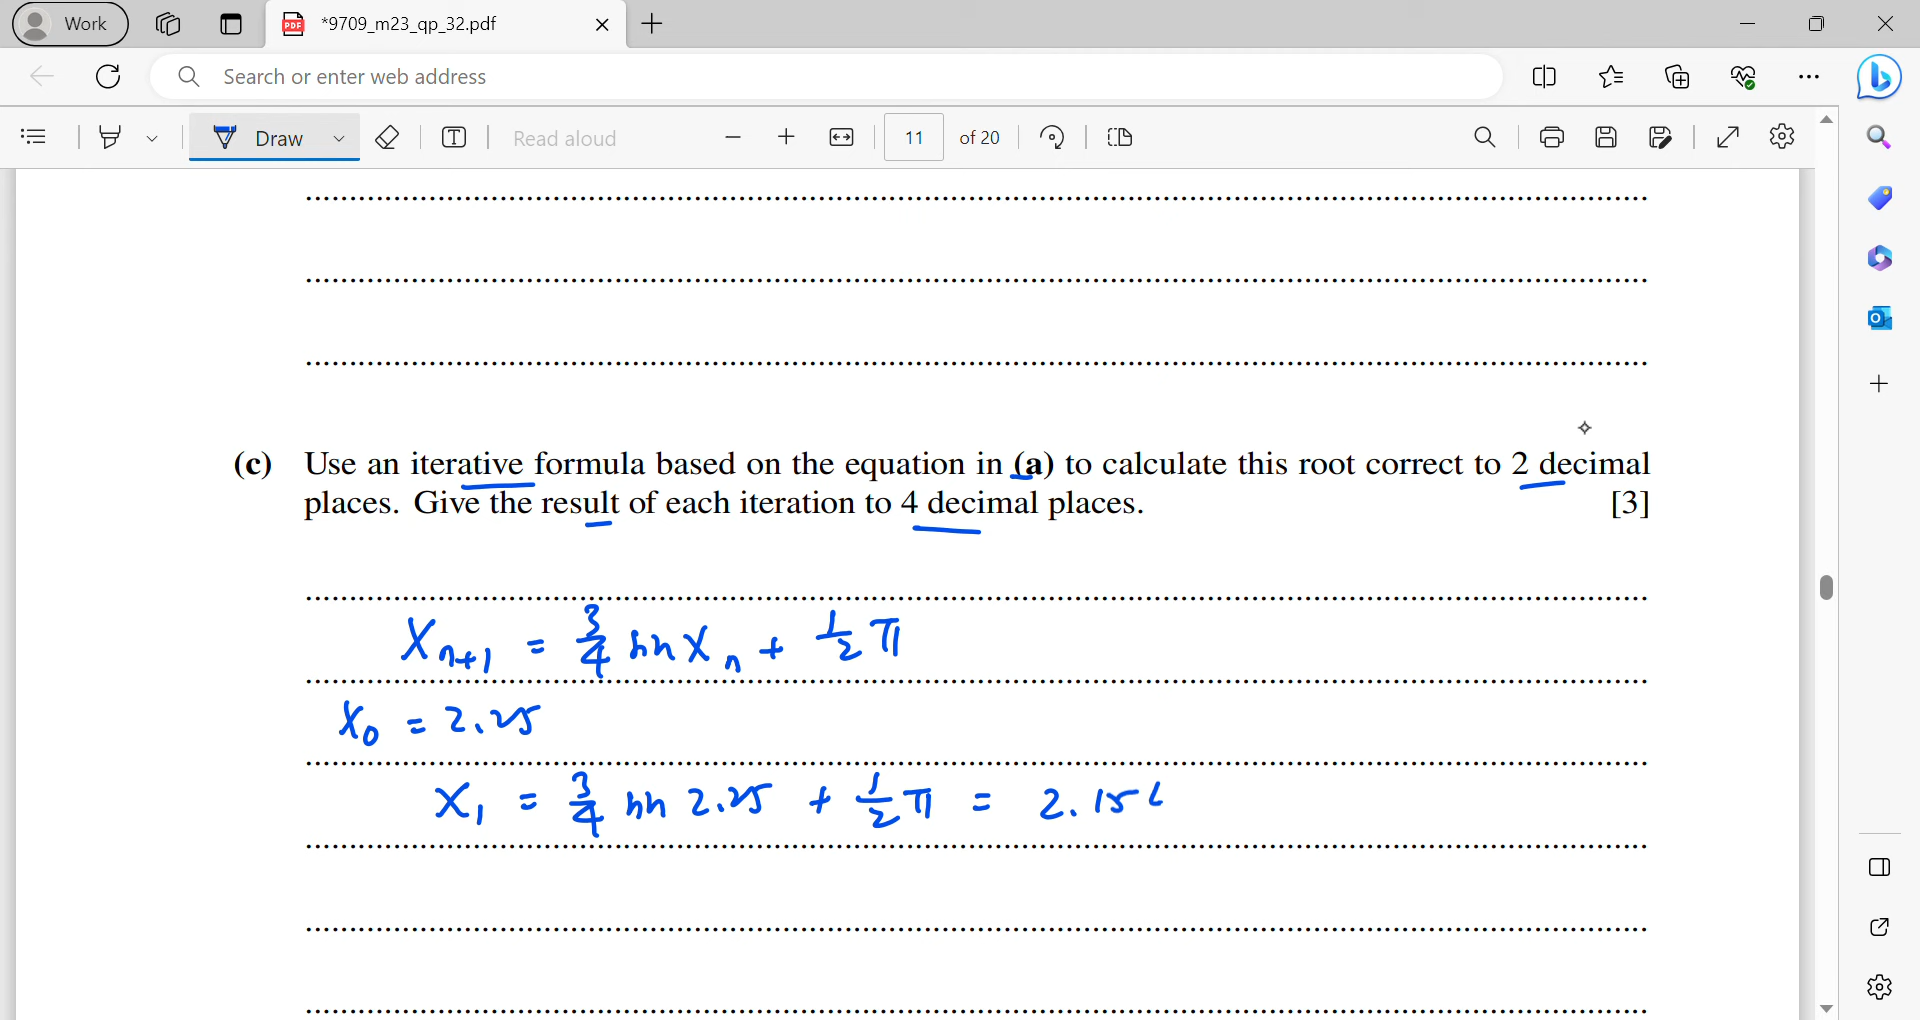 Work
*9709_m23_qp_32.pdf
Search or enter web address
Draw
Read aloud
11
of 20
(c) Use an iterative formula based on the equation in (a) to calculate this root correct to 2 decimal
places. Give the result of each iteration to 4 decimal places. [3]
Xn+1 = 3/4 sin Xn + 1/2 π
X0 = 2.25
X1 = 3/4 sin 2.25 + 1/2 π = 2.15